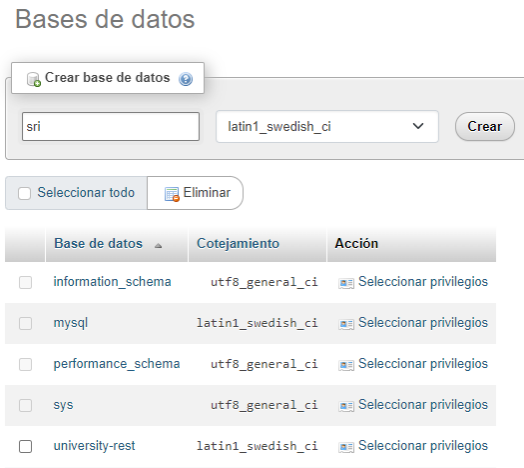 Bases de datos
Crear base de datos
sri latin1_swedish_ci Crear
Seleccionar todo Eliminar
Base de datos Cotejamiento Acción
information_schema utf8_general_ci Seleccionar privilegios
mysql latin1_swedish_ci Seleccionar privilegios
performance_schema utf8_general_ci Seleccionar privilegios
sys utf8_general_ci Seleccionar privilegios
university-rest latin1_swedish_ci Seleccionar privilegios